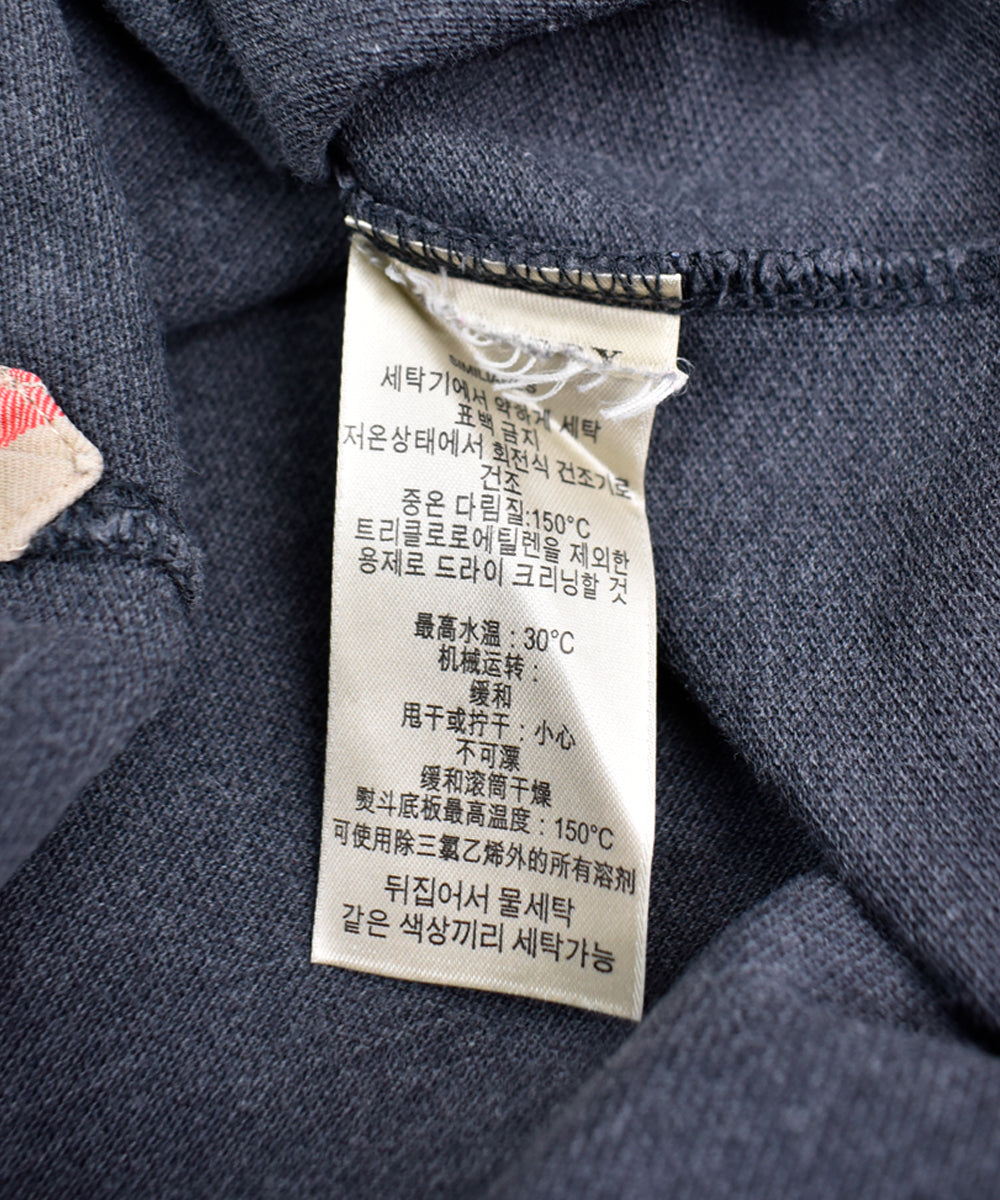 세탁기에서 약하게 세탁
표백 금지
저온상태에서 회전식 건조기로
건조
중온 다림질:150°C
트리클로로에틸렌을 제외한
용제로 드라이 크리닝할 것
最高水温：30°C
机械运转：
缓和
甩干或拧干：小心
不可漂
缓和滚筒干燥
熨斗底板最高温度：150°C
可使用除三氯乙烯外的所有溶剂
뒤집어서 물세탁
같은 색상끼리 세탁가능